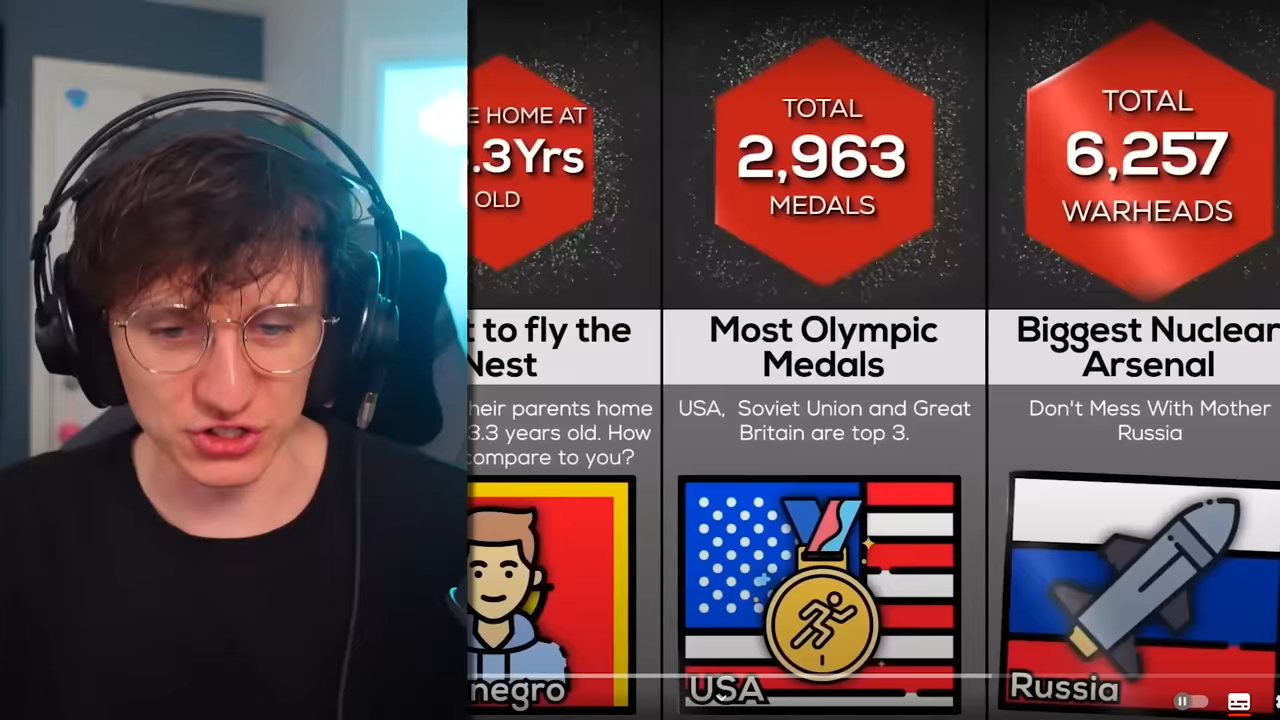 E HOME AT
.3Yrs
OLD
t to fly the
Nest
heir parents home
3.3 years old. How
compare to you?
negro
TOTAL
2,963
MEDALS
Most Olympic
Medals
USA, Soviet Union and Great
Britain are top 3.
USA
TOTAL
6,257
WARHEADS
Biggest Nuclear
Arsenal
Don't Mess With Mother
Russia
Russia